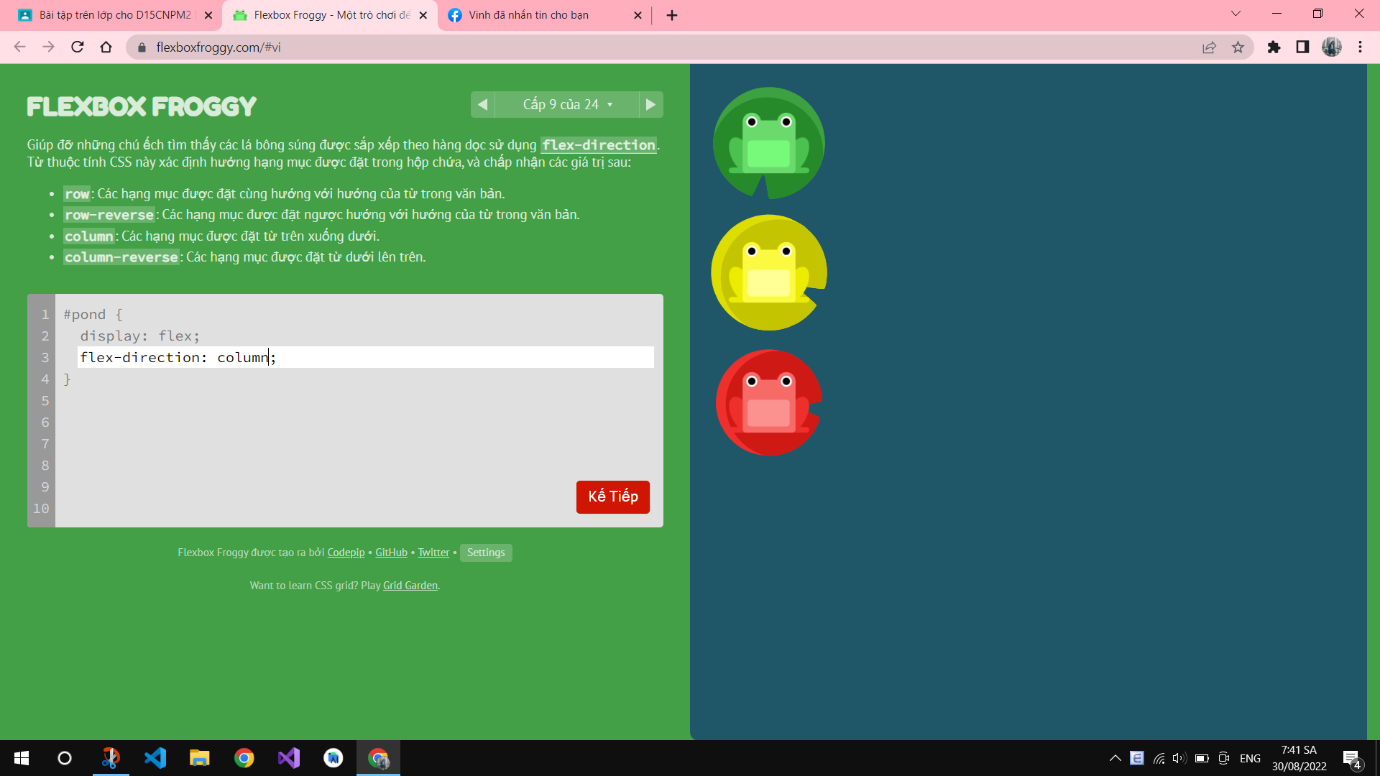 Bài tập trên lớp cho D15CNPM2
Flexbox Froggy - Một trò chơi để
Vinh đã nhắn tin cho bạn
flexboxfroggy.com/#vi
FLEXBOX FROGGY
Cấp 9 của 24
Giúp đỡ những chú ếch tìm thấy các lá bông súng được sắp xếp theo hàng dọc sử dụng flex-direction.
Từ thuộc tính CSS này xác định hướng hạng mục được đặt trong hộp chứa, và chấp nhận các giá trị sau:
• row: Các hạng mục được đặt cùng hướng với hướng của từ trong văn bản.
• row-reverse: Các hạng mục được đặt ngược hướng với hướng của từ trong văn bản.
• column: Các hạng mục được đặt từ trên xuống dưới.
• column-reverse: Các hạng mục được đặt từ dưới lên trên.
1 #pond {
2 display: flex;
3 flex-direction: column;
4 }
5
6
7
8
9
10
Kế Tiếp
Flexbox Froggy được tạo ra bởi Codepip • GitHub • Twitter • Settings
Want to learn CSS grid? Play Grid Garden.
ENG
7:41 SA
30/08/2022
4